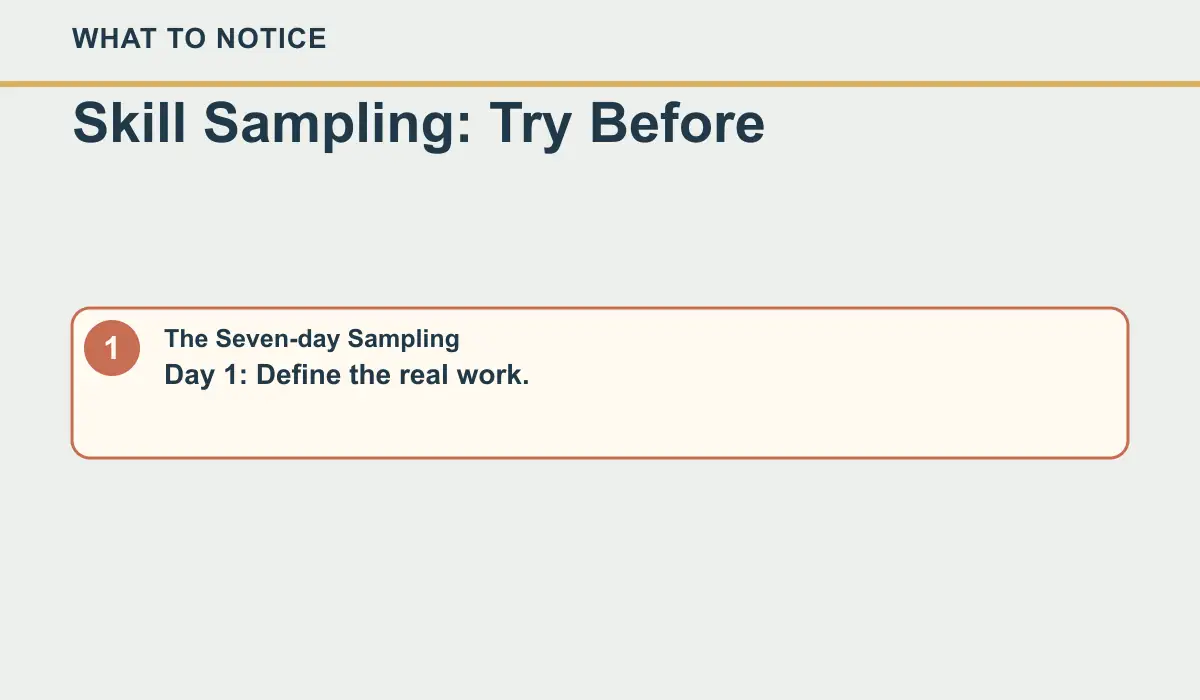 WHAT TO NOTICE
Skill Sampling: Try Before
1
The Seven-day Sampling
Day 1: Define the real work.